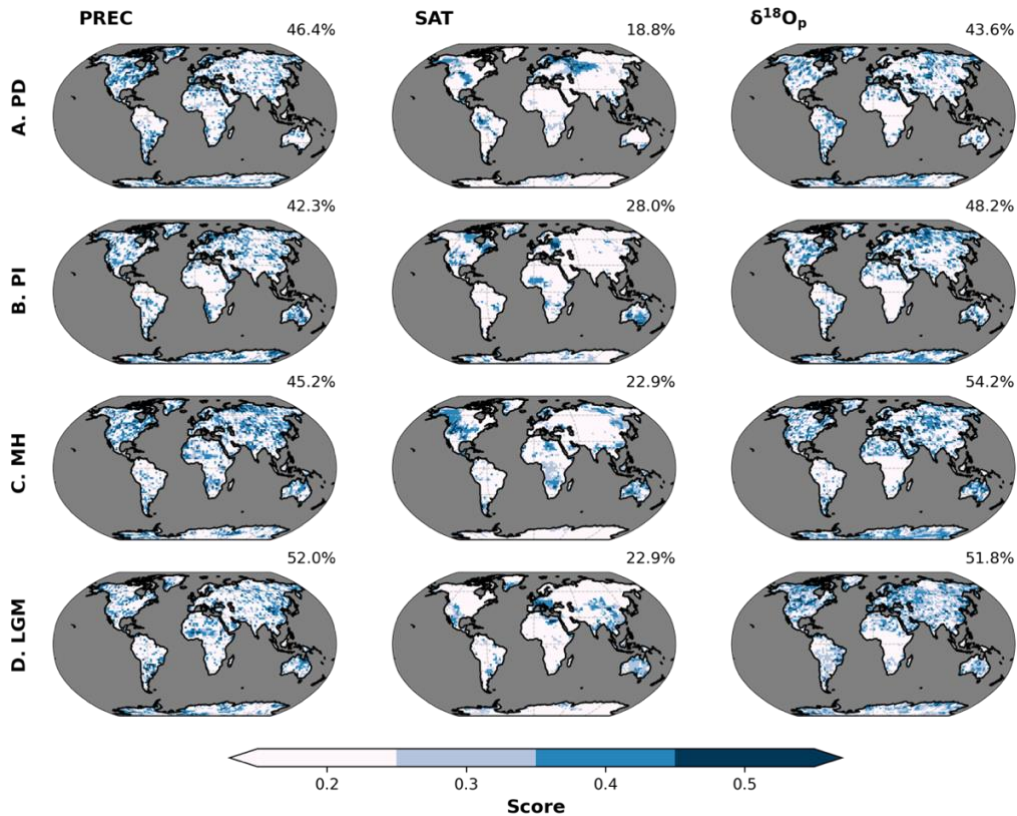 PREC SAT δ¹⁸Oₚ
46.4% 18.8% 43.6%
A. PD
42.3% 28.0% 48.2%
B. PI
45.2% 22.9% 54.2%
C. MH
52.0% 22.9% 51.8%
D. LGM
0.2 0.3 0.4 0.5
Score